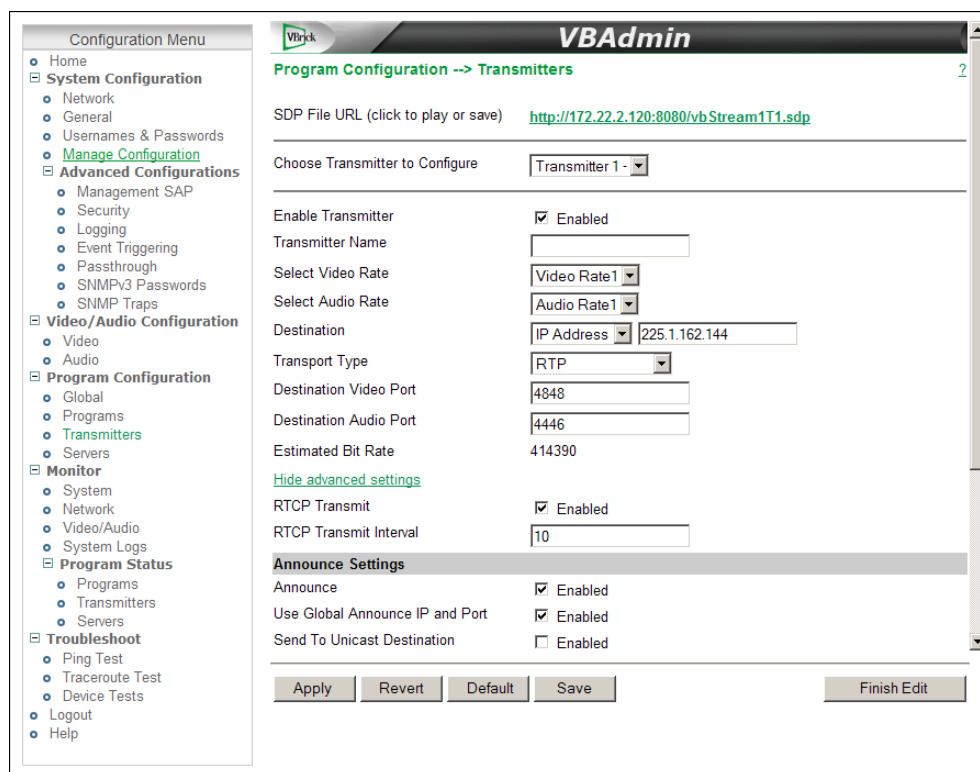 Configuration Menu
Home
System Configuration
Network
General
Usernames & Passwords
Manage Configuration
Advanced Configurations
Management SAP
Security
Logging
Event Triggering
Passthrough
SNMPv3 Passwords
SNMP Traps
Video/Audio Configuration
Video
Audio
Program Configuration
Global
Programs
Transmitters
Servers
Monitor
System
Network
Video/Audio
System Logs
Program Status
Programs
Transmitters
Servers
Troubleshoot
Ping Test
Traceroute Test
Device Tests
Logout
Help
VBrick
VBAdmin
Program Configuration --> Transmitters ?
SDP File URL (click to play or save) http://172.22.2.120:8080/vbStream1T1.sdp
Choose Transmitter to Configure Transmitter 1 -
Enable Transmitter Enabled
Transmitter Name
Select Video Rate Video Rate1
Select Audio Rate Audio Rate1
Destination IP Address 225.1.162.144
Transport Type RTP
Destination Video Port 4848
Destination Audio Port 4446
Estimated Bit Rate 414390
Hide advanced settings
RTCP Transmit Enabled
RTCP Transmit Interval 10
Announce Settings
Announce Enabled
Use Global Announce IP and Port Enabled
Send To Unicast Destination Enabled
Apply Revert Default Save Finish Edit